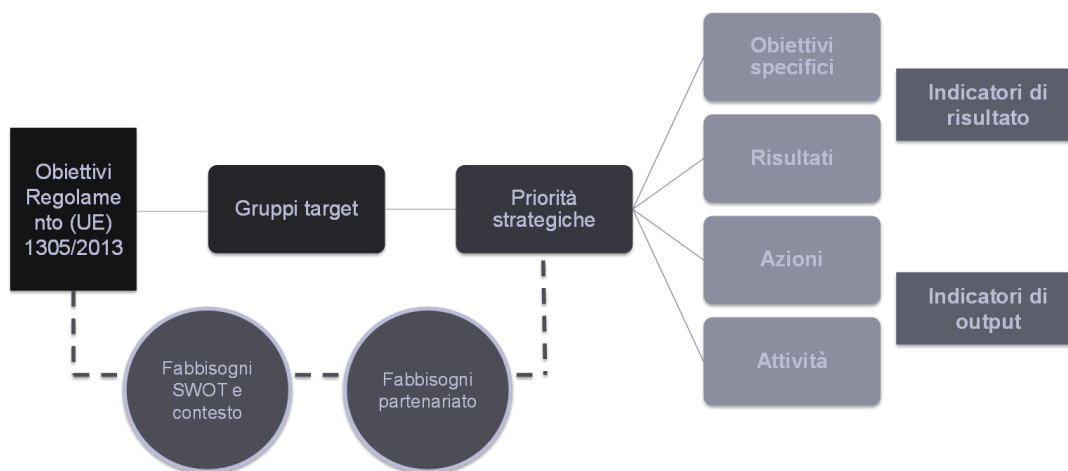 Obiettivi
Regolame
nto (UE)
1305/2013
Gruppi target
Priorità
strategiche
Fabbisogni
SWOT e
contesto
Fabbisogni
partenariato
Obiettivi
specifici
Risultati
Azioni
Attività
Indicatori di
risultato
Indicatori di
output